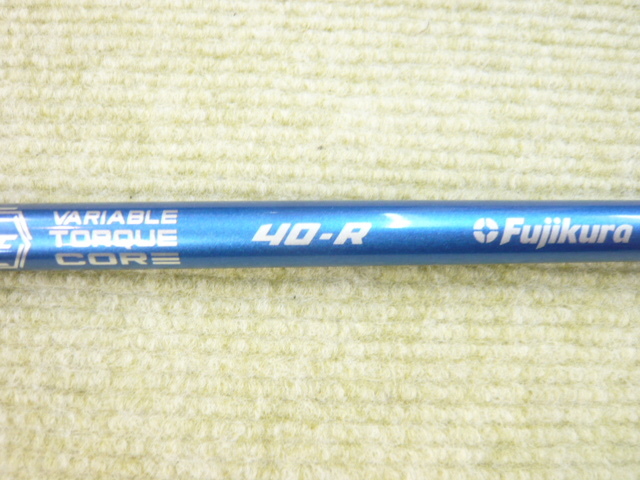 VARIABLE
TORQUE
CORE
40-R
Fujikura